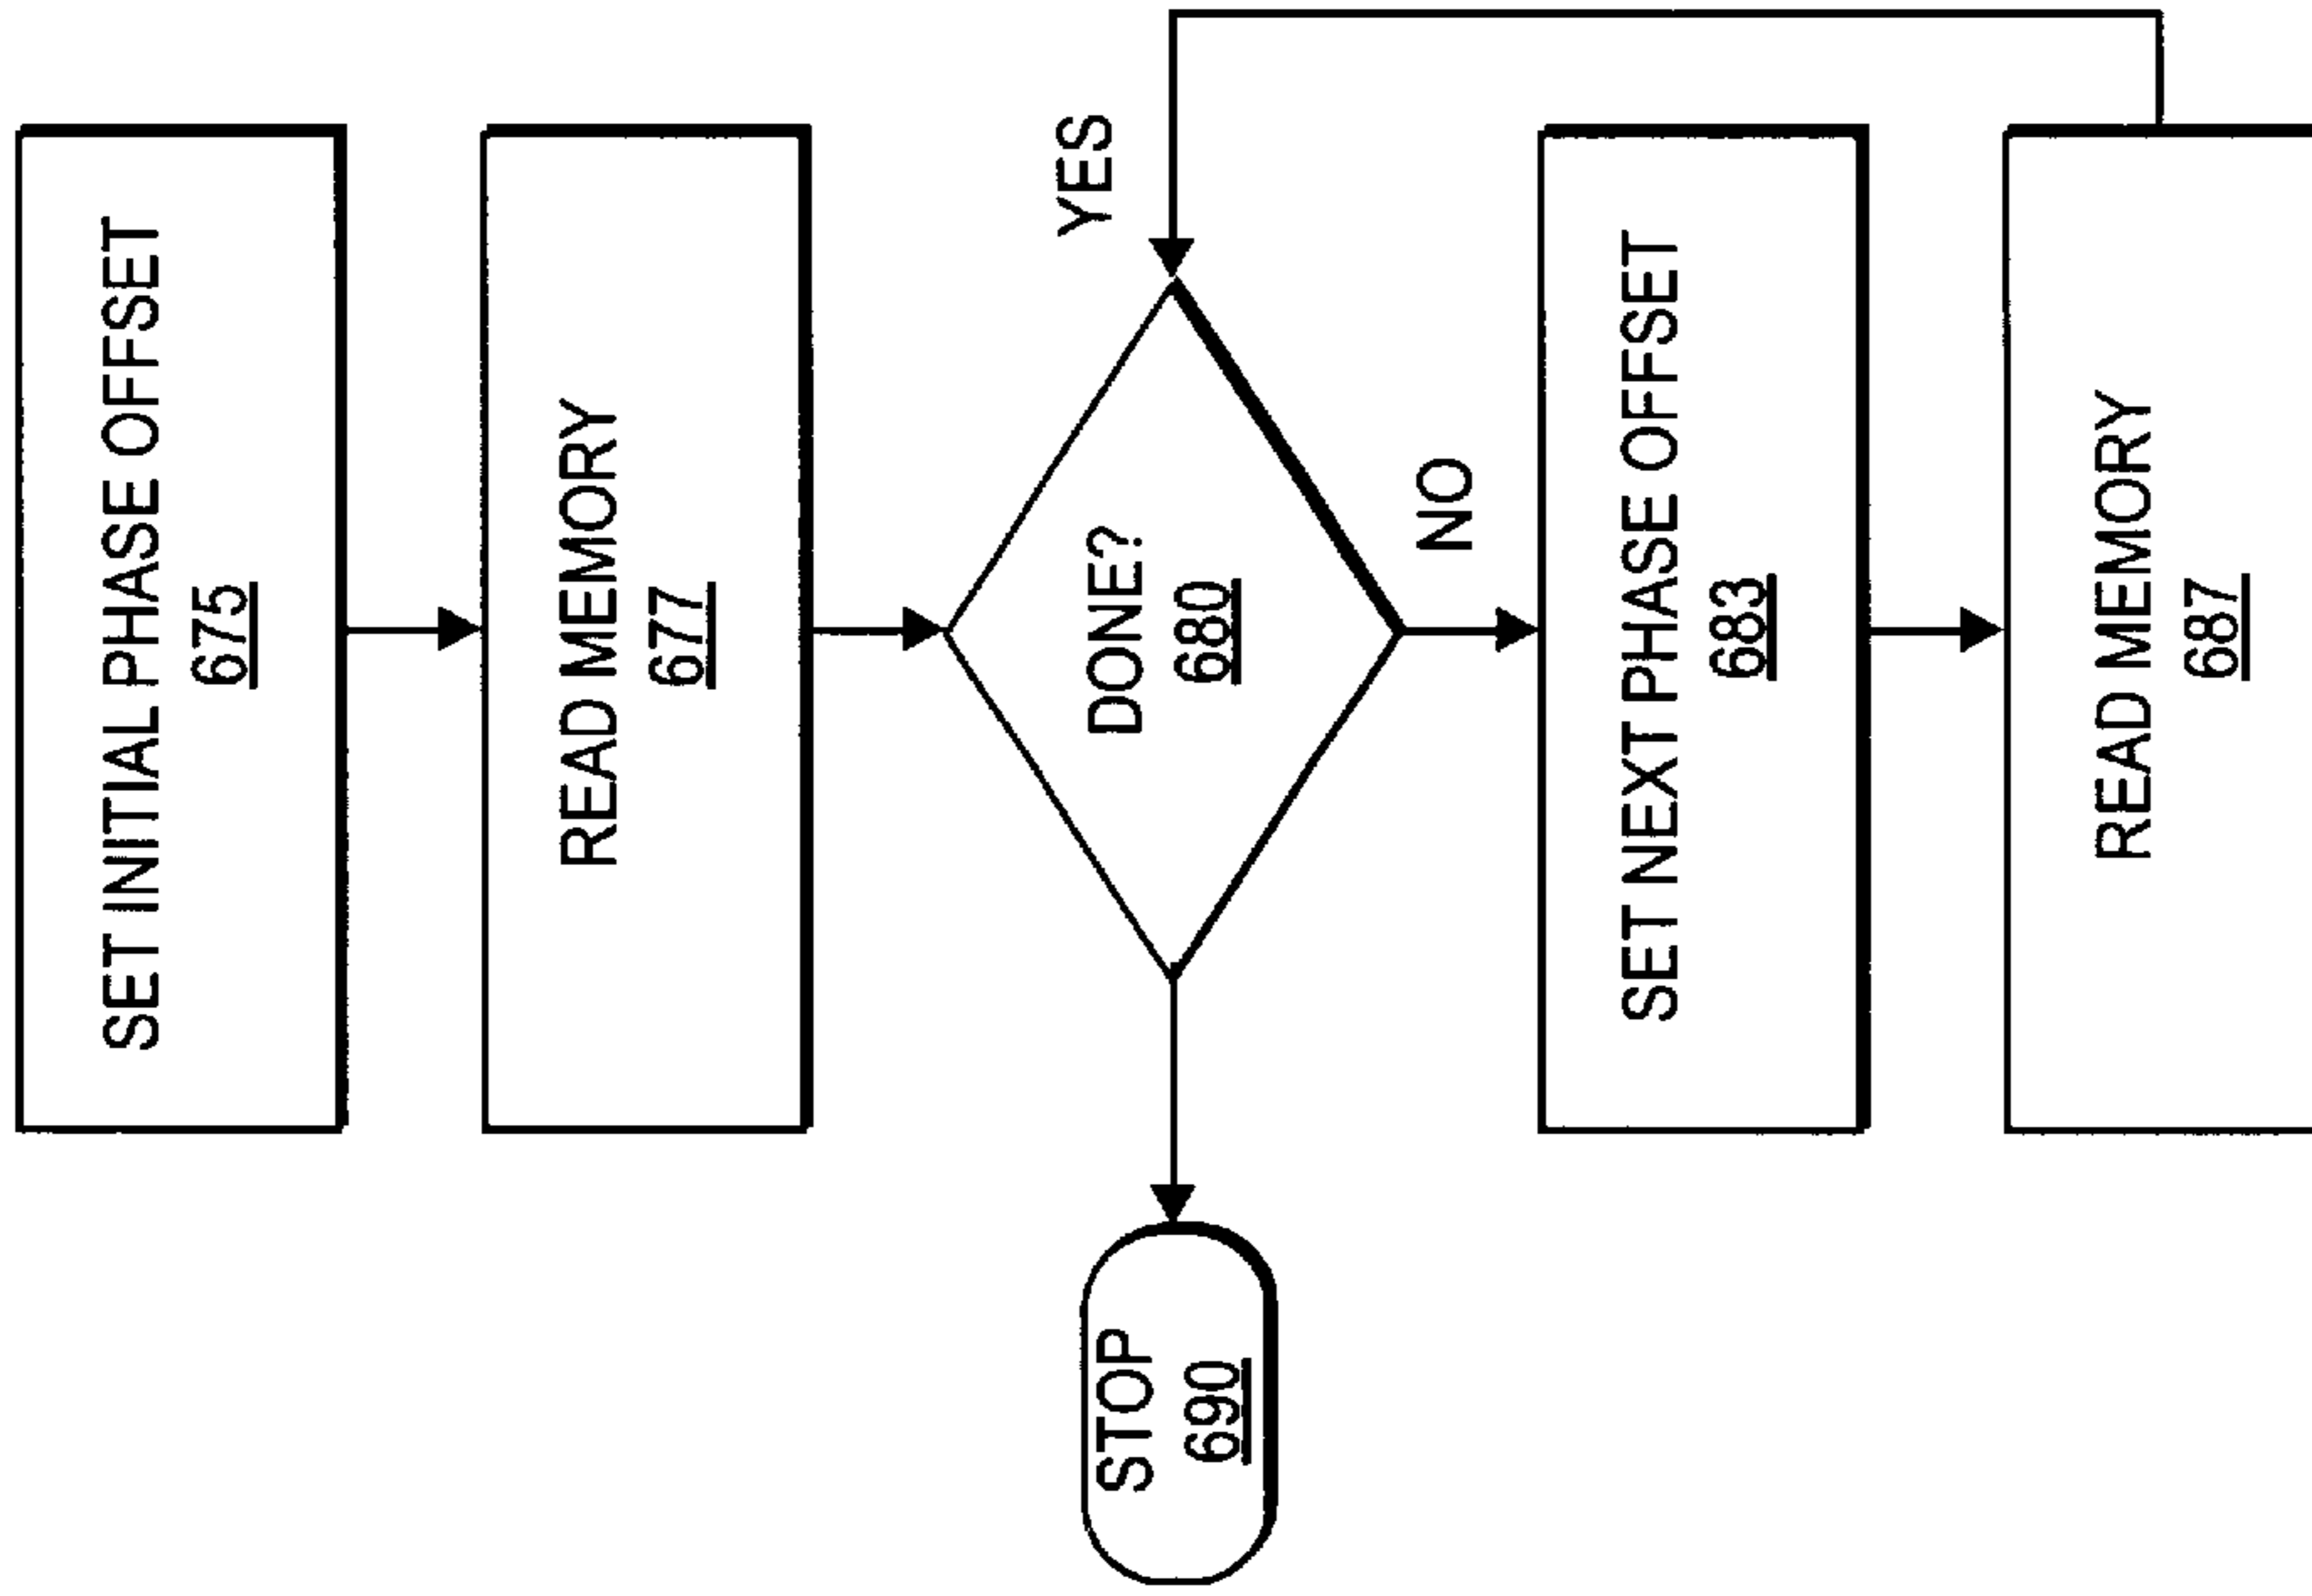 SET INITIAL PHASE OFFSET
675
READ MEMORY
677
DONE?
680
YES
NO
STOP
690
SET NEXT PHASE OFFSET
683
READ MEMORY
687